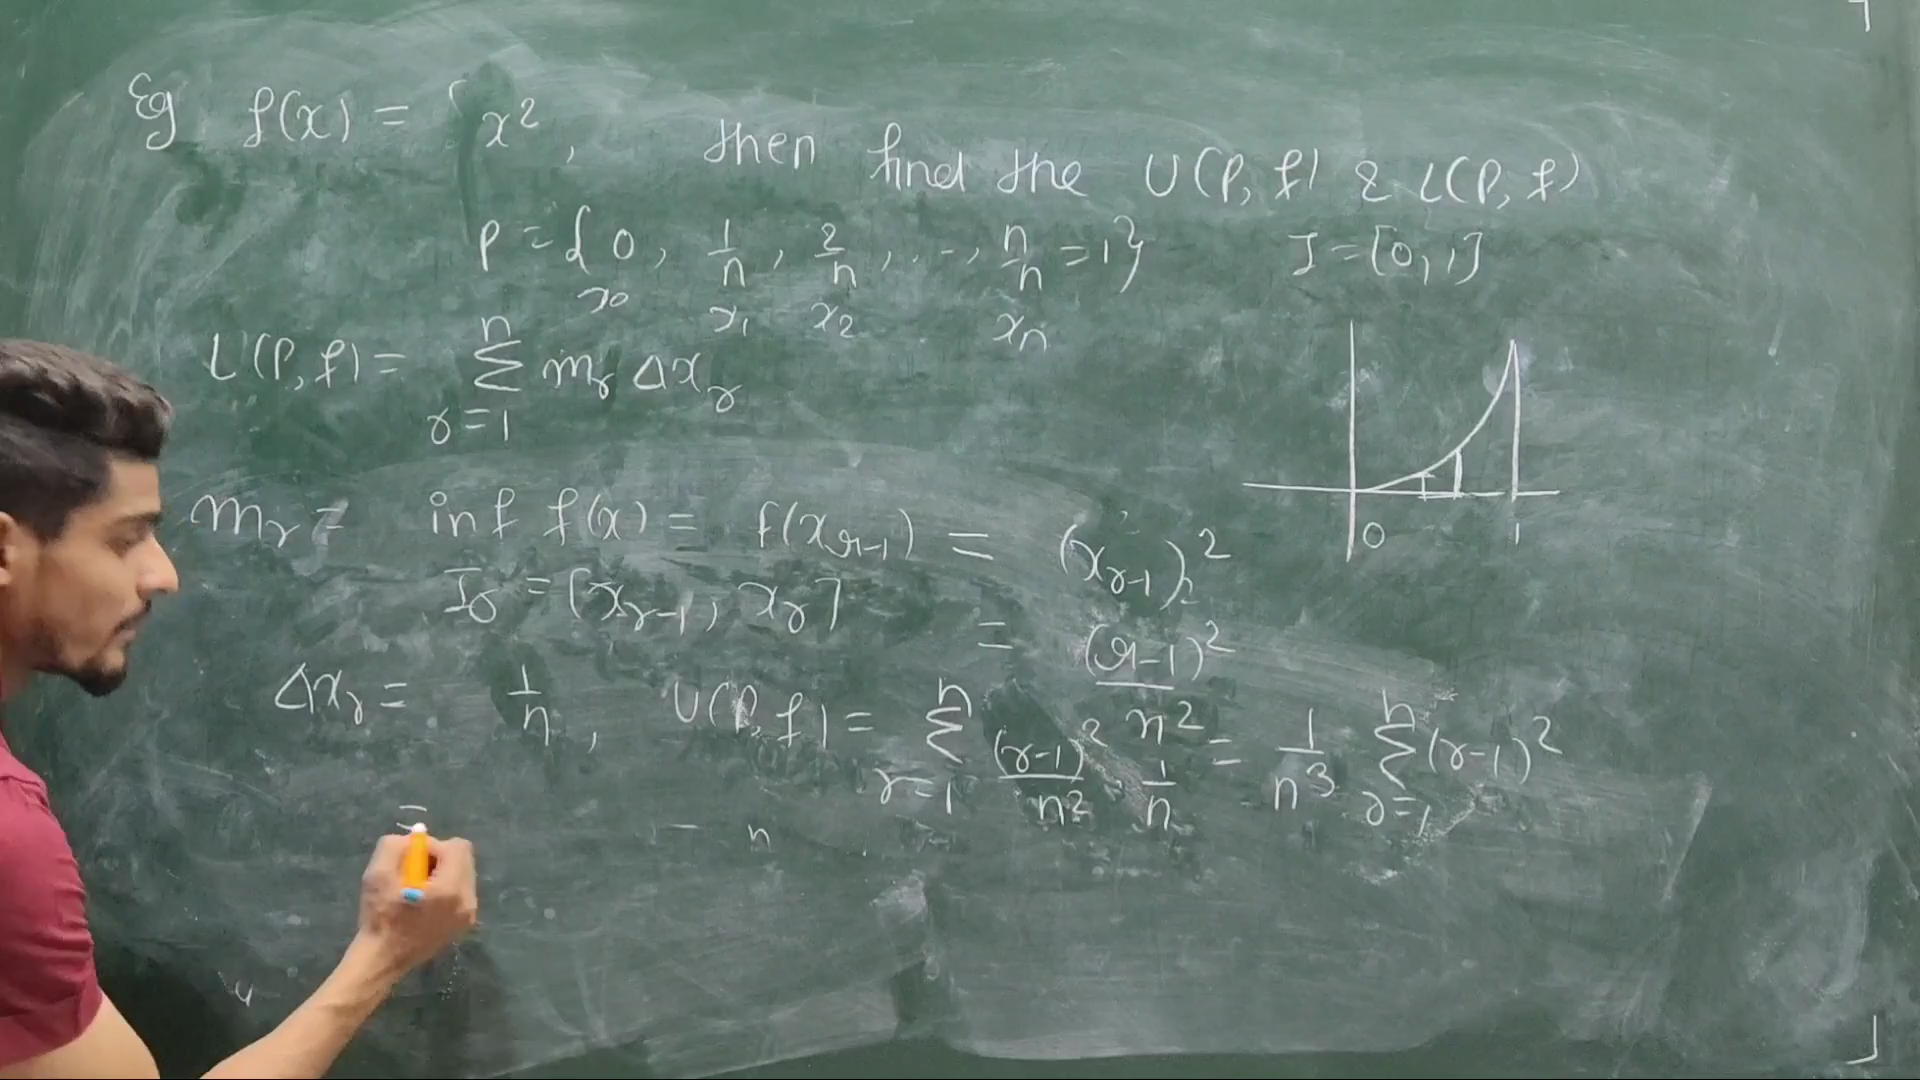 Eg f(x) = { x², then find the U(P, f) & L(P, f)
P = { 0, 1/n, 2/n, ..., n/n = 1} I = [0, 1]
x₀ x₁ x₂ xₙ
L(P, f) = ∑_{r=1}^{n} mᵣ Δxᵣ
mᵣ = inf f(x) = f(xᵣ₋₁) = (xᵣ₋₁)²
Iᵣ = [xᵣ₋₁, xᵣ]
0 1
= (r-1)²/n²
Δxᵣ = 1/n, U(P, f) = ∑_{r=1}^{n} (r-1)²/n² · 1/n = 1/n³ ∑_{r=1}^{n} (r-1)²
=
n